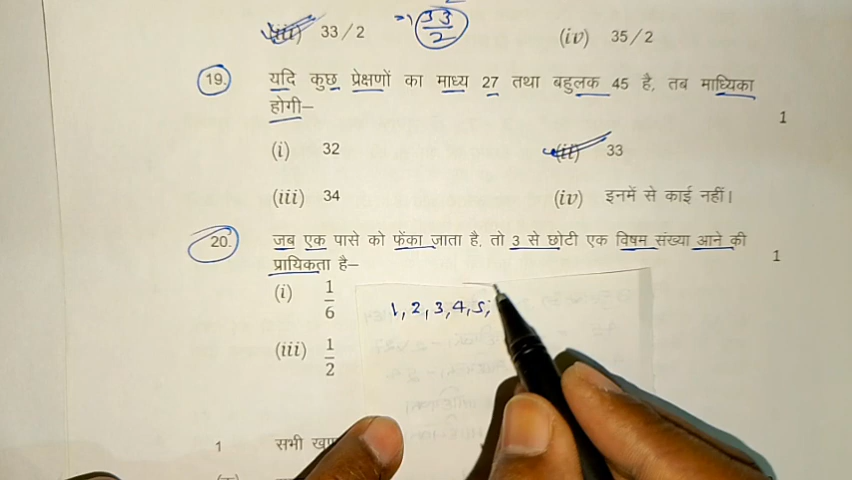 (iii) 33/2 ⇒ 33/2 (iv) 35/2
19. यदि कुछ प्रेक्षणों का माध्य 27 तथा बहुलक 45 है, तब माध्यिका
होगी– 1
(i) 32 (ii) 33
(iii) 34 (iv) इनमें से काई नहीं।
20. जब एक पासे को फेंका जाता है, तो 3 से छोटी एक विषम संख्या आने की
प्रायिकता है– 1
(i) 1/6 1, 2, 3, 4, 5,
(iii) 1/2
1 सभी